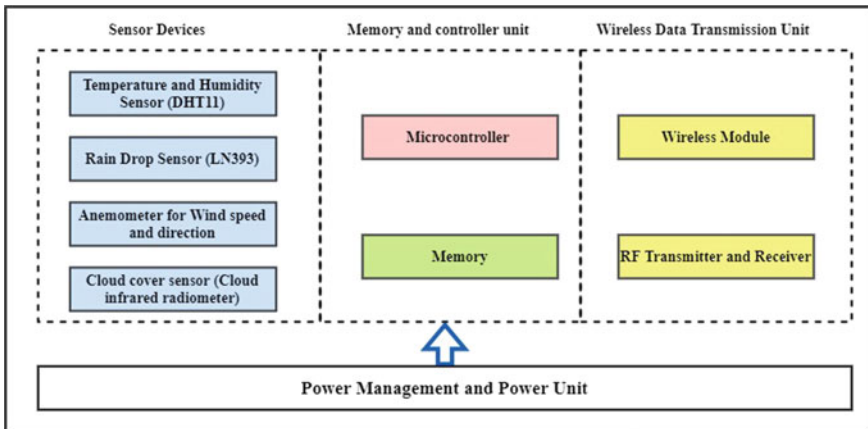 Sensor Devices
Memory and controller unit
Wireless Data Transmission Unit
Temperature and Humidity
Sensor (DHT11)
Rain Drop Sensor (LN393)
Anemometer for Wind speed
and direction
Cloud cover sensor (Cloud
infrared radiometer)
Microcontroller
Memory
Wireless Module
RF Transmitter and Receiver
Power Management and Power Unit